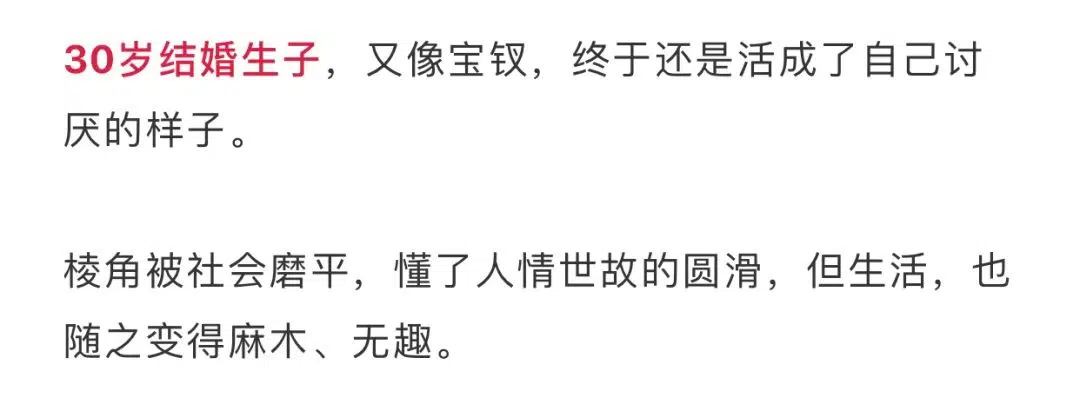 30岁结婚生子，又像宝钗，终于还是活成了自己讨
厌的样子。
棱角被社会磨平，懂了人情世故的圆滑，但生活，也
随之变得麻木、无趣。